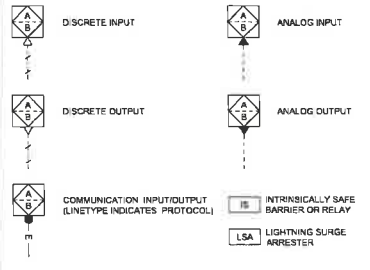 A
B
DISCRETE INPUT
A
B
ANALOG INPUT
A
B
DISCRETE OUTPUT
A
B
ANALOG OUTPUT
A
B
COMMUNICATION INPUT/OUTPUT
(LINETYPE INDICATES PROTOCOL)
E
IS
INTRINSICALLY SAFE
BARRIER OR RELAY
LSA
LIGHTNING SURGE
ARRESTER